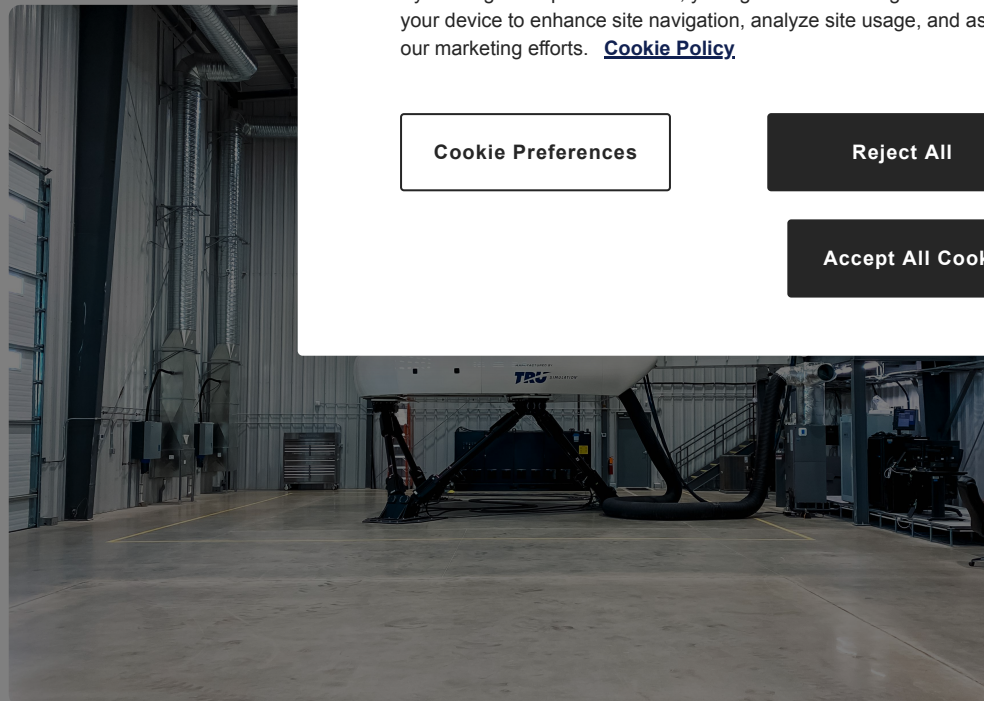 your device to enhance site navigation, analyze site usage, and as
our marketing efforts. Cookie Policy
Cookie Preferences
Reject All
Accept All Cook
TRU SIMULATION